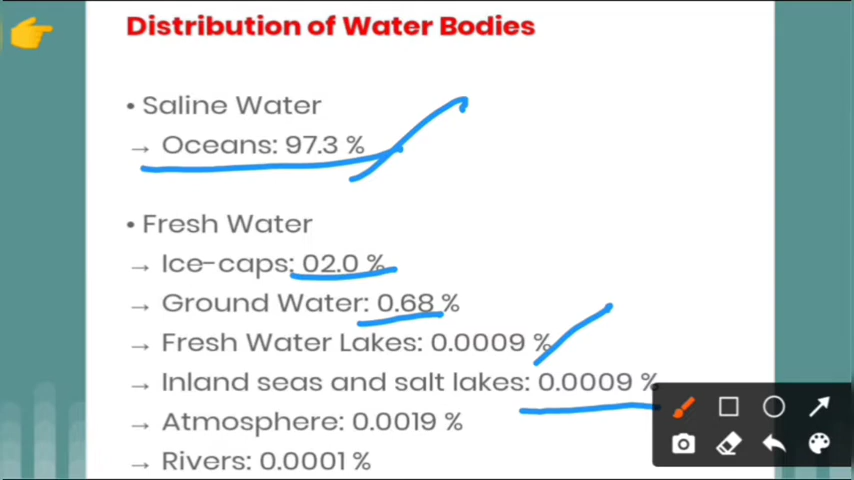 Distribution of Water Bodies
• Saline Water
→ Oceans: 97.3 %
• Fresh Water
→ Ice-caps: 02.0 %
→ Ground Water: 0.68 %
→ Fresh Water Lakes: 0.0009 %
→ Inland seas and salt lakes: 0.0009 %
→ Atmosphere: 0.0019 %
→ Rivers: 0.0001 %